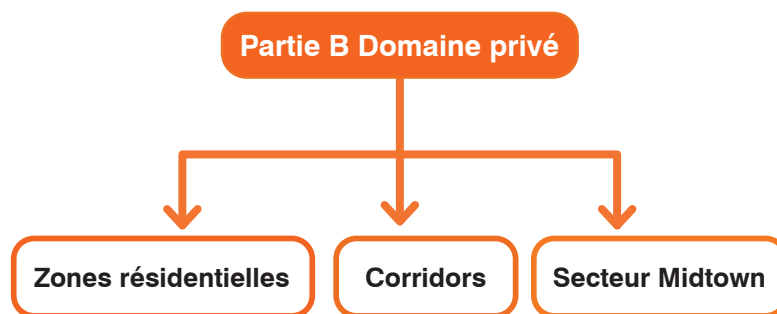 Partie B Domaine privé
Zones résidentielles
Corridors
Secteur Midtown